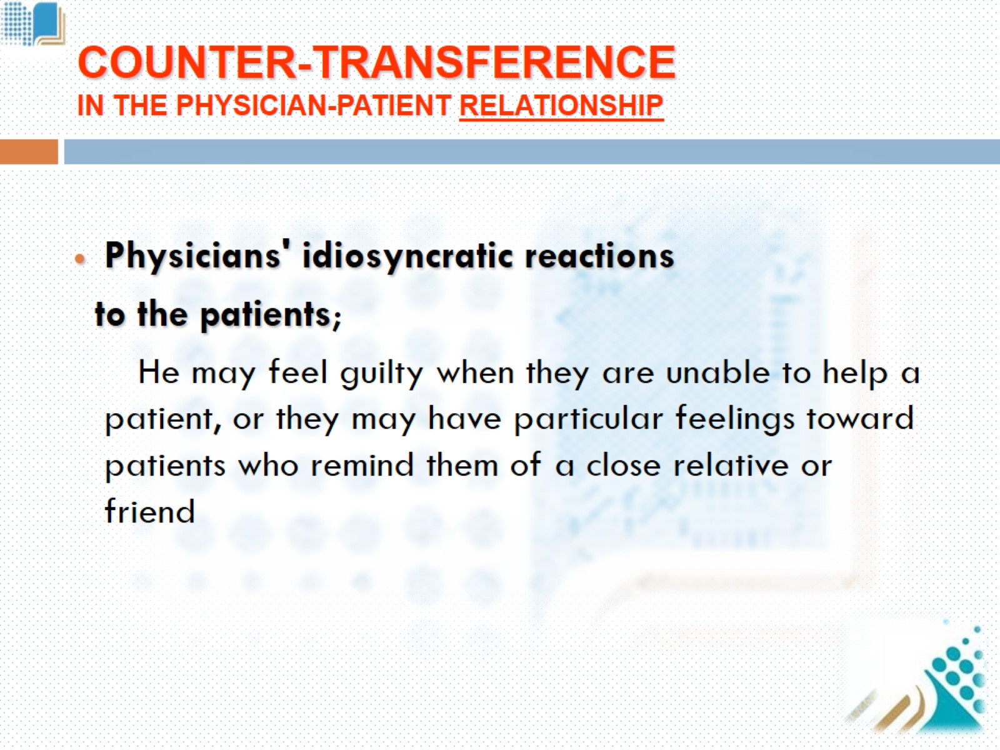 COUNTER-TRANSFERENCE
IN THE PHYSICIAN-PATIENT RELATIONSHIP
• Physicians' idiosyncratic reactions
to the patients;
He may feel guilty when they are unable to help a
patient, or they may have particular feelings toward
patients who remind them of a close relative or
friend